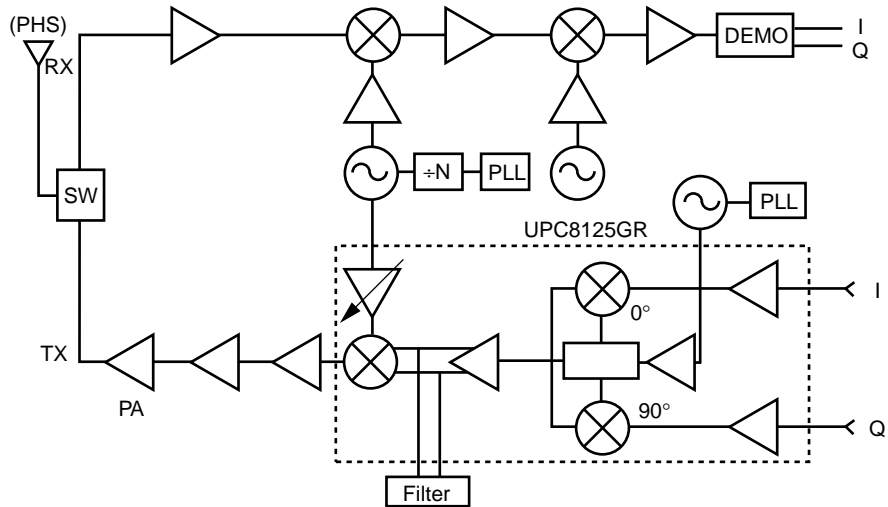 (PHS)
RX
DEMO
I
Q
SW
÷N
PLL
PLL
UPC8125GR
I
0°
TX
PA
90°
Q
Filter